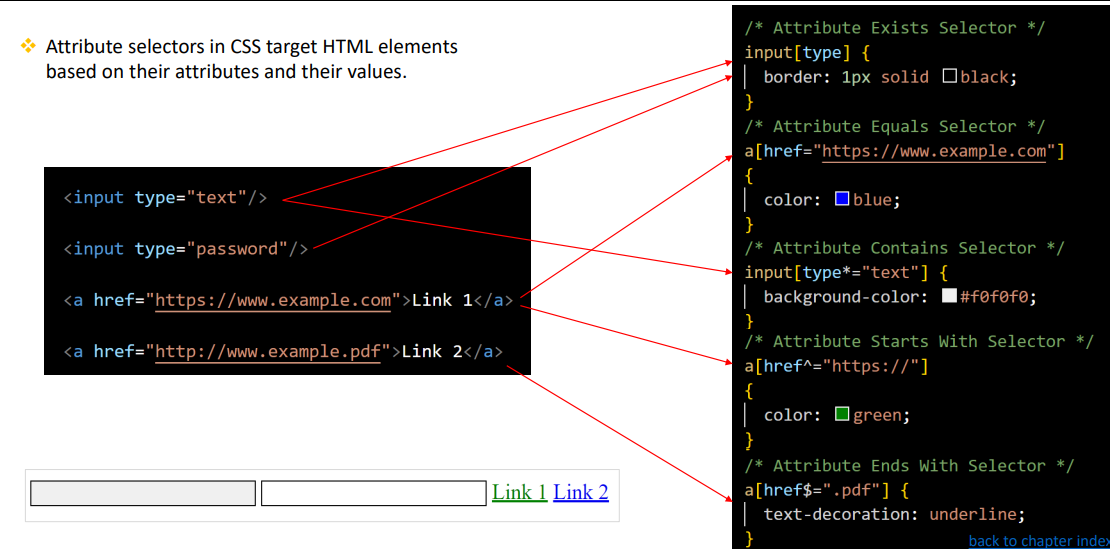 Attribute selectors in CSS target HTML elements
based on their attributes and their values.
<input type="text"/>
<input type="password"/>
<a href="https://www.example.com">Link 1</a>
<a href="http://www.example.pdf">Link 2</a>
Link 1 Link 2
/* Attribute Exists Selector */
input[type] {
border: 1px solid black;
}
/* Attribute Equals Selector */
a[href="https://www.example.com"]
{
color: blue;
}
/* Attribute Contains Selector */
input[type*="text"] {
background-color: #f0f0f0;
}
/* Attribute Starts With Selector */
a[href^="https://"]
{
color: green;
}
/* Attribute Ends With Selector */
a[href$=".pdf"] {
text-decoration: underline;
}
back to chapter index